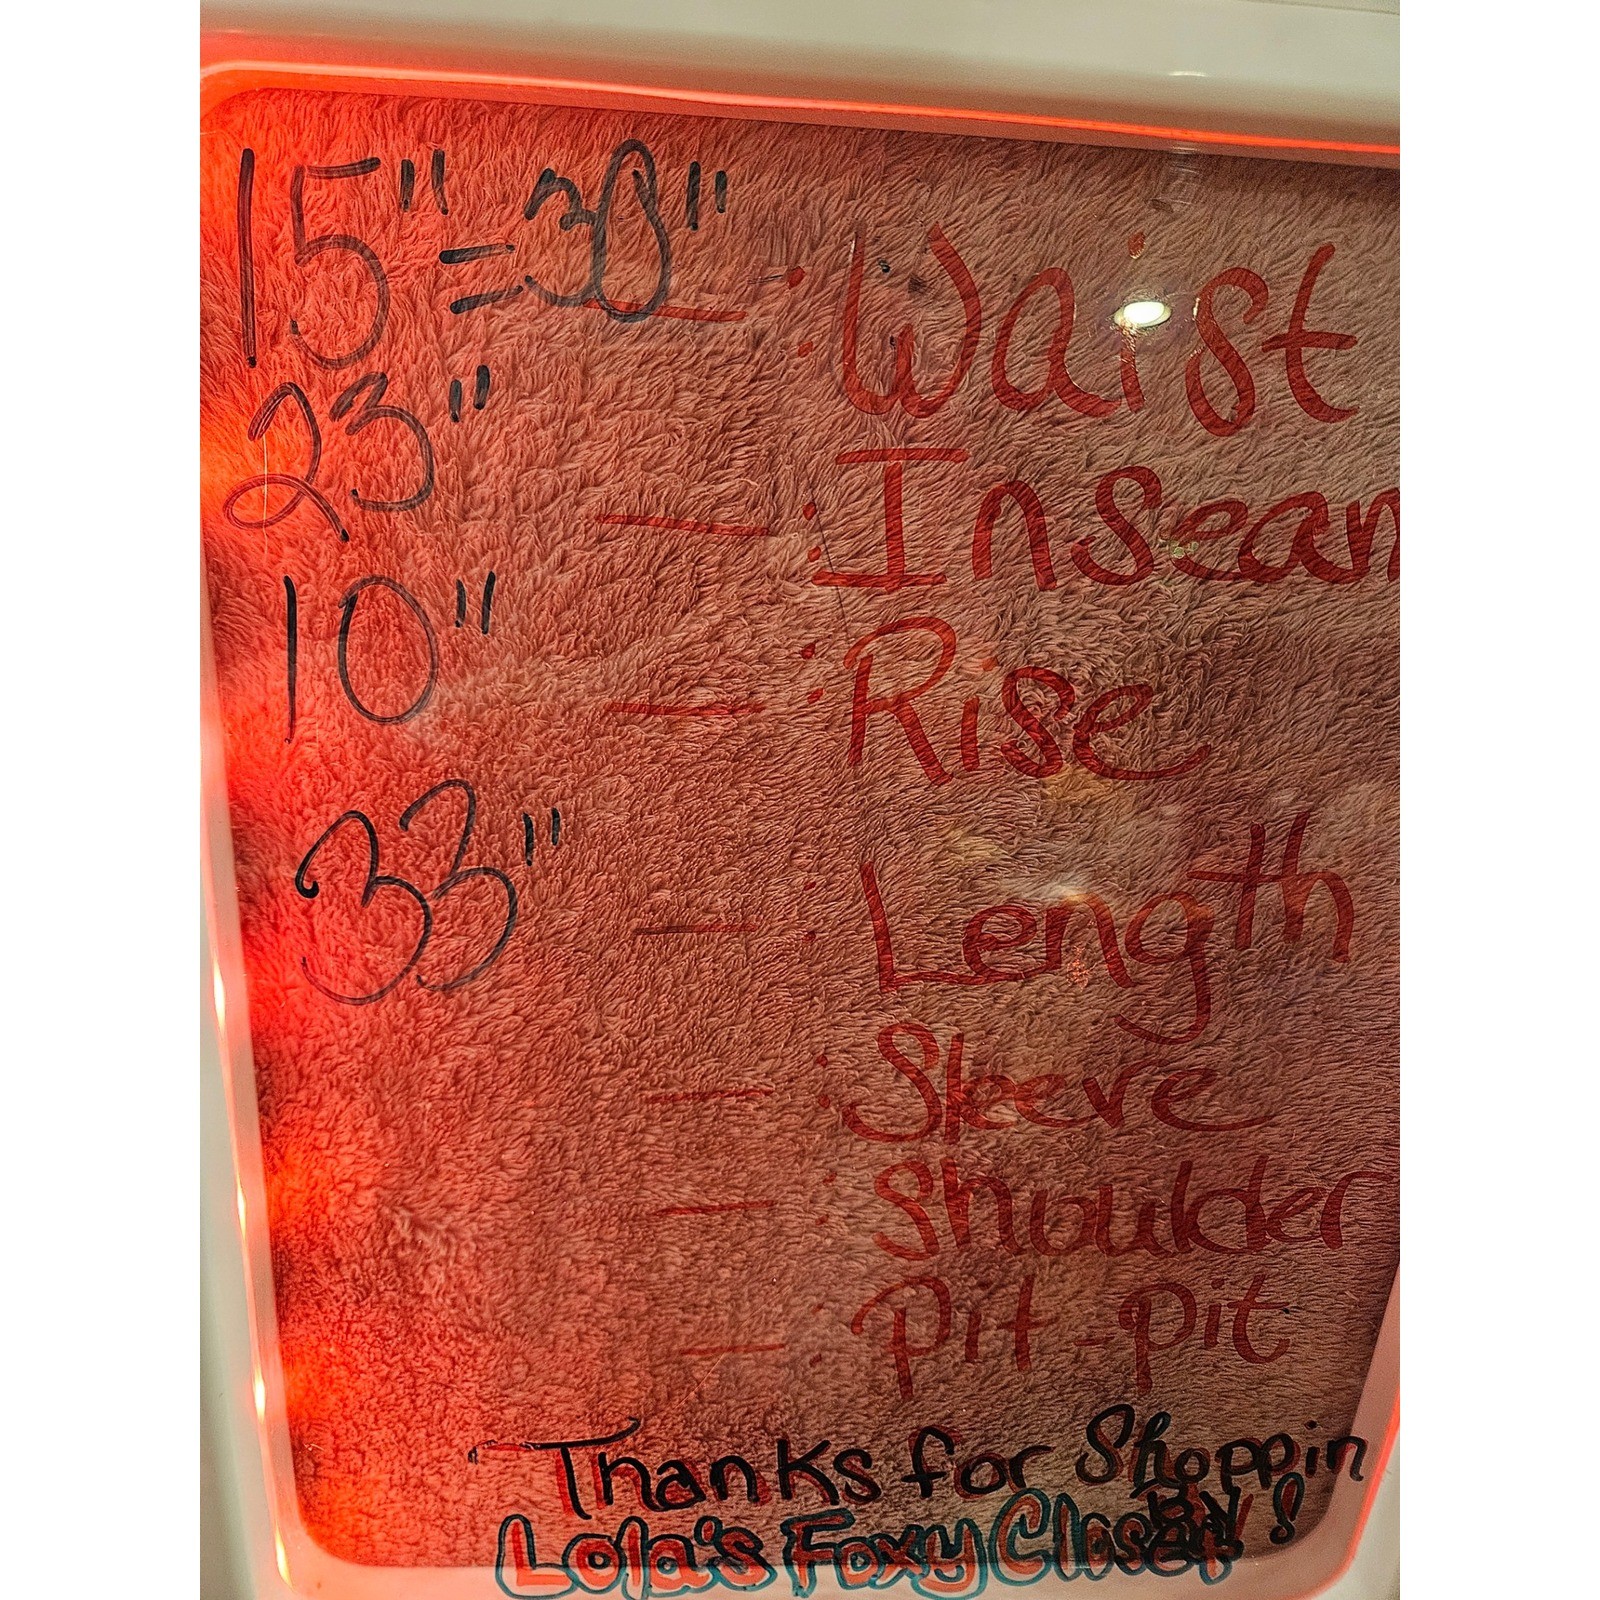 15"=30" — : Waist
23" — : Inseam
10" — : Rise
33" — : Length
— : Sleeve
— : Shoulder
— : Pit-pit
Thanks for Shoppin
By !
Lola's Foxy Closet